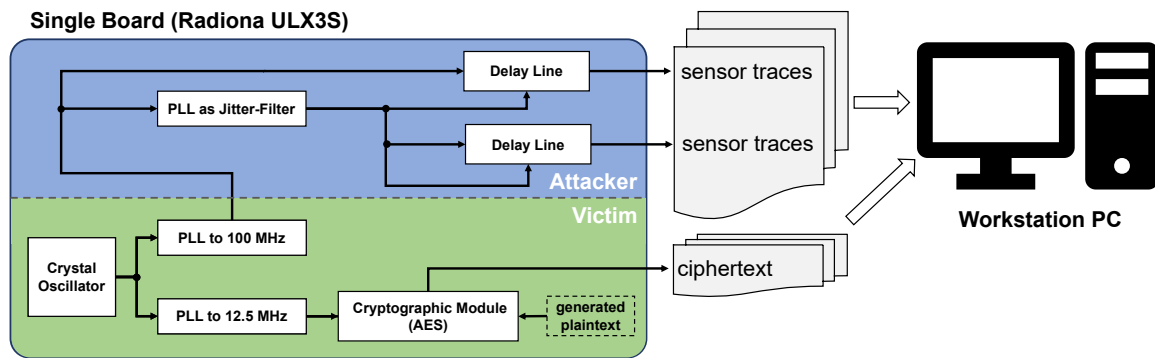 Single Board (Radiona ULX3S)
Delay Line
sensor traces
PLL as Jitter-Filter
Delay Line
sensor traces
Attacker
Victim
Workstation PC
PLL to 100 MHz
Crystal
Oscillator
ciphertext
PLL to 12.5 MHz
Cryptographic Module
(AES)
generated
plaintext